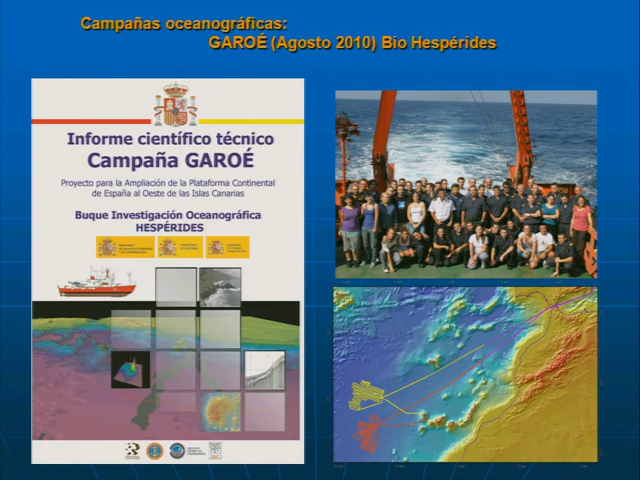 Campañas oceanográficas:
GAROÉ (Agosto 2010) Bio Hespérides
Informe científico técnico
Campaña GAROÉ
Proyecto para la Ampliación de la Plataforma Continental
de España al Oeste de las Islas Canarias
Buque Investigación Oceanográfica
HESPÉRIDES